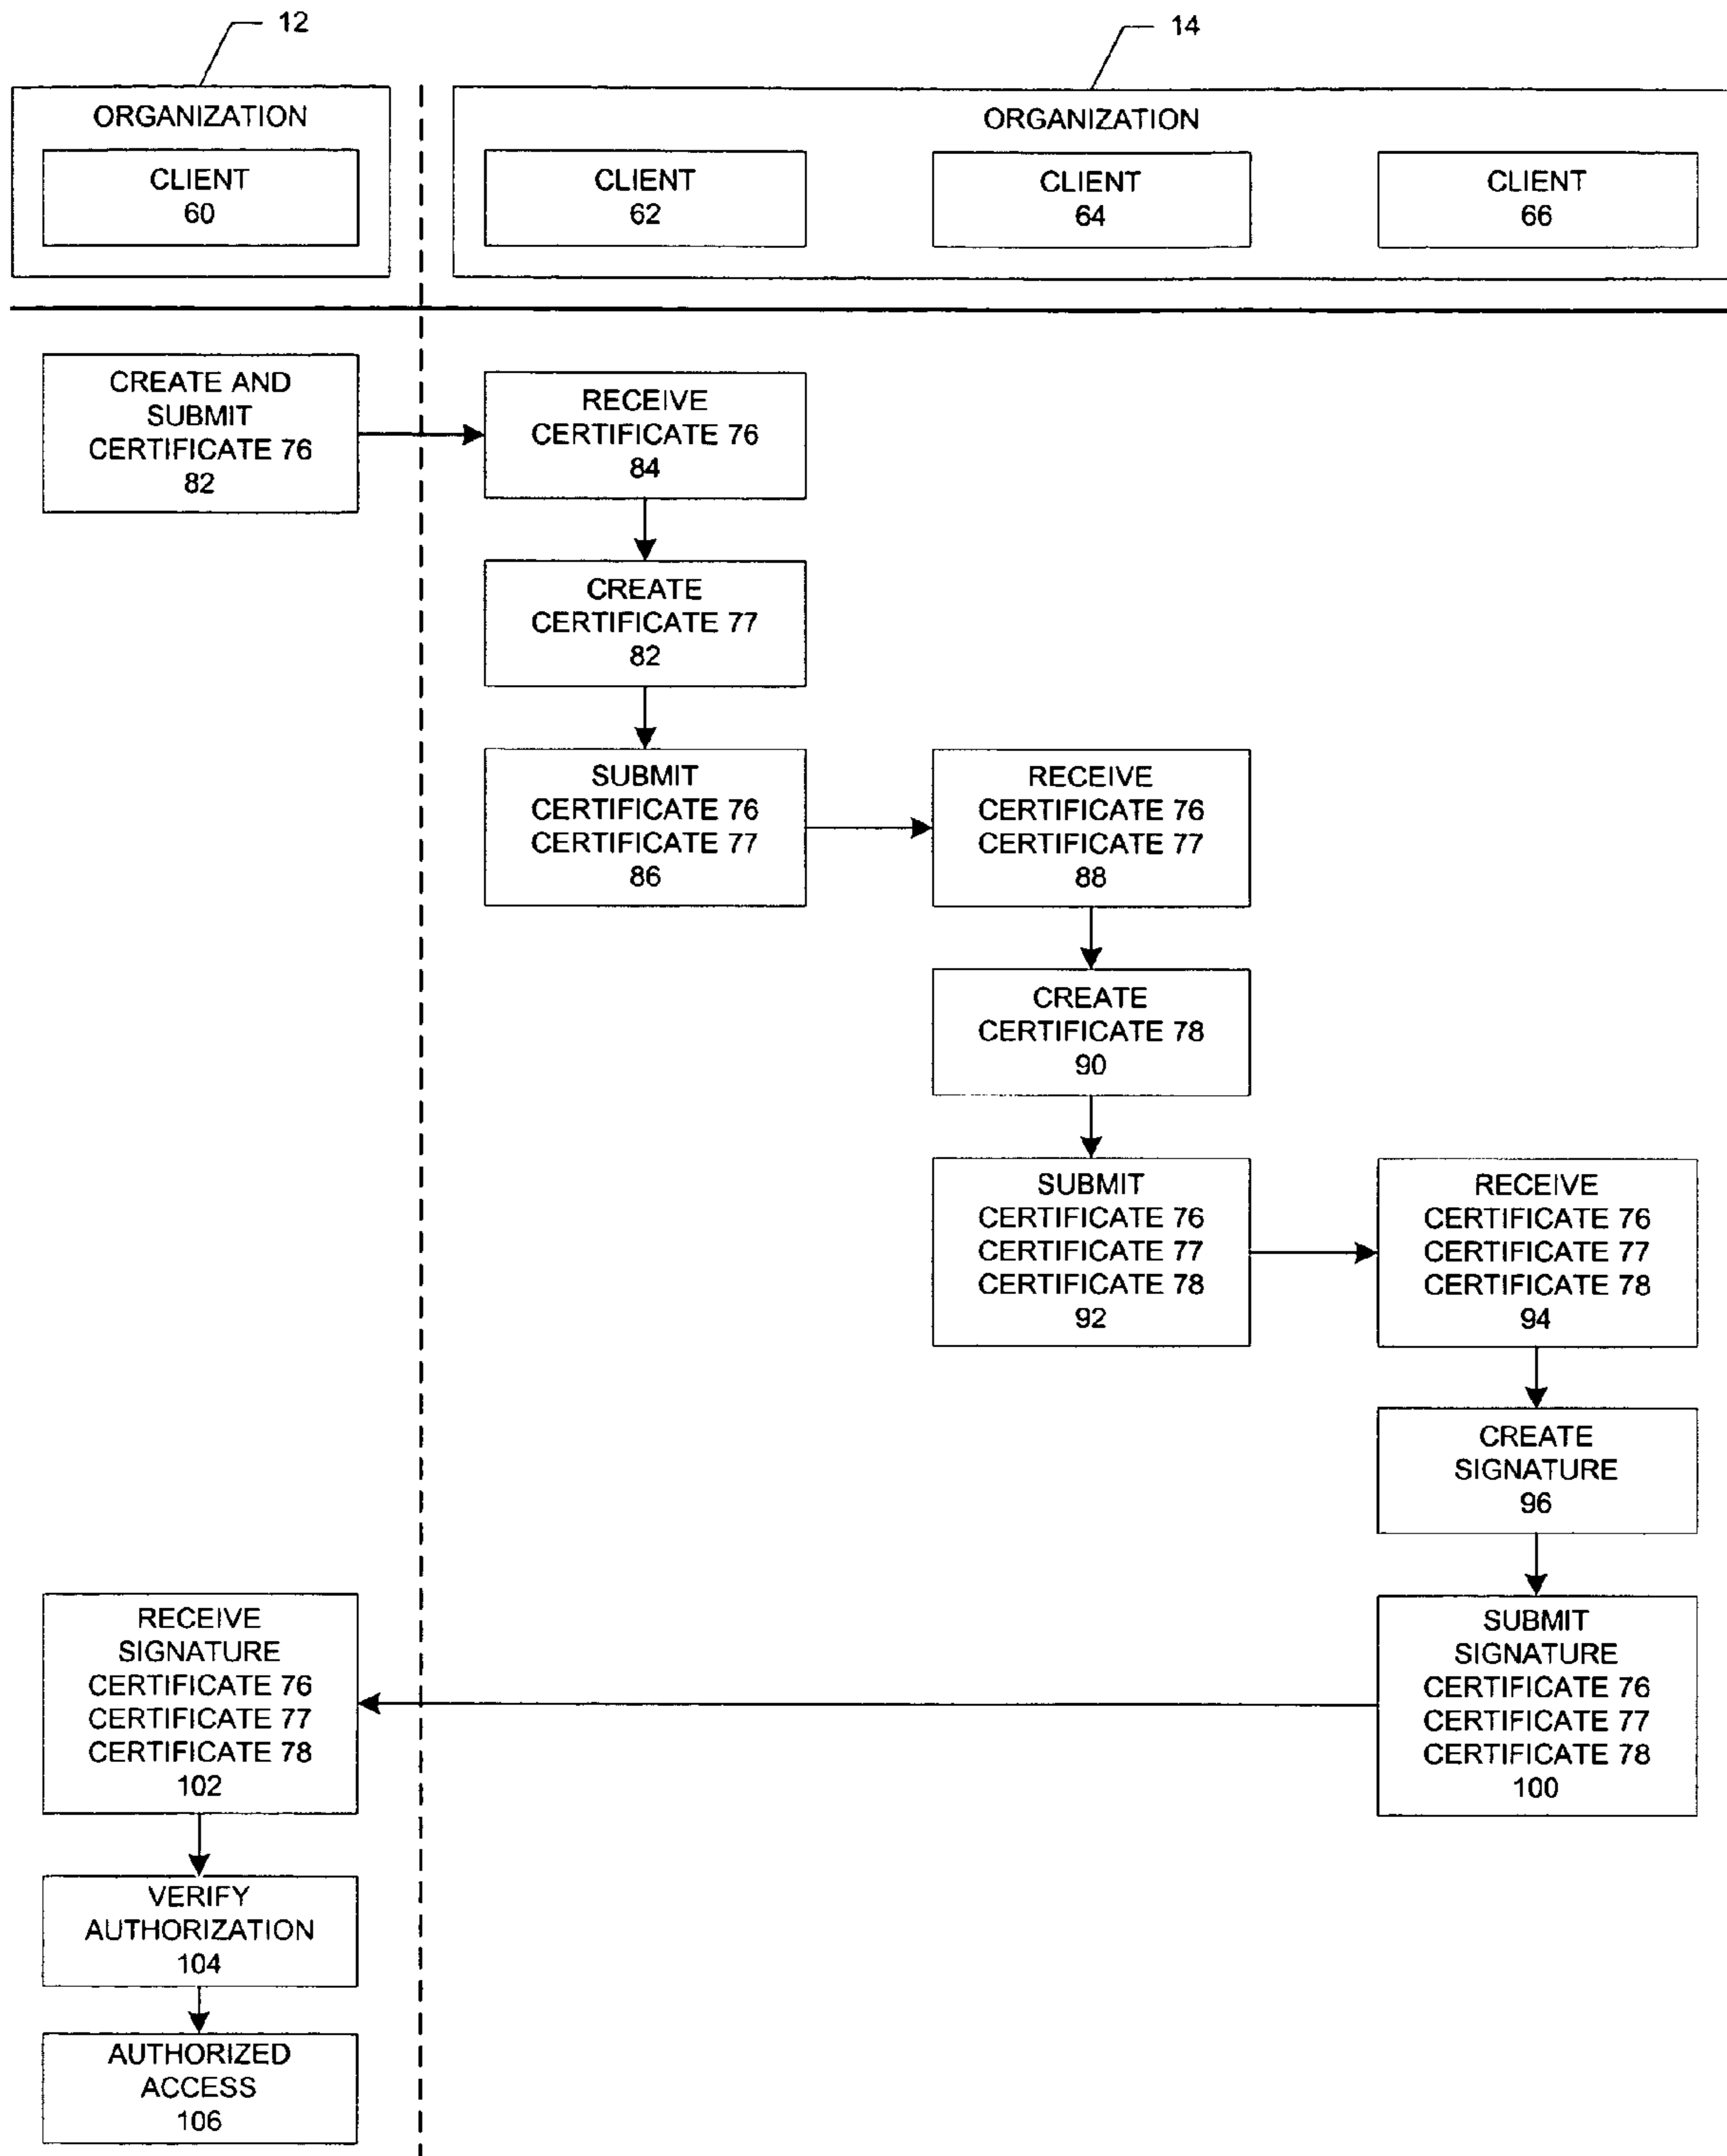 12
14
ORGANIZATION
CLIENT
60
ORGANIZATION
CLIENT
62
CLIENT
64
CLIENT
66
CREATE AND
SUBMIT
CERTIFICATE 76
82
RECEIVE
CERTIFICATE 76
84
CREATE
CERTIFICATE 77
82
SUBMIT
CERTIFICATE 76
CERTIFICATE 77
86
RECEIVE
CERTIFICATE 76
CERTIFICATE 77
88
CREATE
CERTIFICATE 78
90
SUBMIT
CERTIFICATE 76
CERTIFICATE 77
CERTIFICATE 78
92
RECEIVE
CERTIFICATE 76
CERTIFICATE 77
CERTIFICATE 78
94
CREATE
SIGNATURE
96
SUBMIT
SIGNATURE
CERTIFICATE 76
CERTIFICATE 77
CERTIFICATE 78
100
RECEIVE
SIGNATURE
CERTIFICATE 76
CERTIFICATE 77
CERTIFICATE 78
102
VERIFY
AUTHORIZATION
104
AUTHORIZED
ACCESS
106